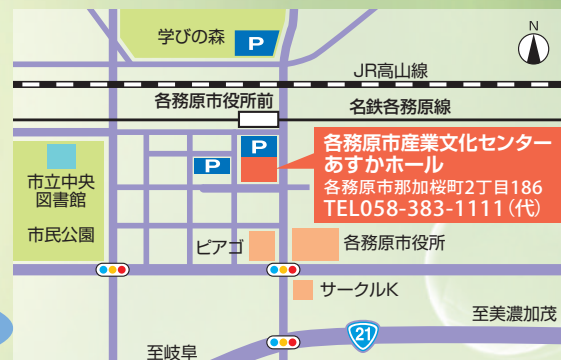 学びの森
P
N
JR高山線
各務原市役所前
名鉄各務原線
P
P
各務原市産業文化センター
あすかホール
各務原市那加桜町2丁目186
TEL058-383-1111(代)
市立中央
図書館
市民公園
ピアゴ
各務原市役所
サークルK
至美濃加茂
21
至岐阜